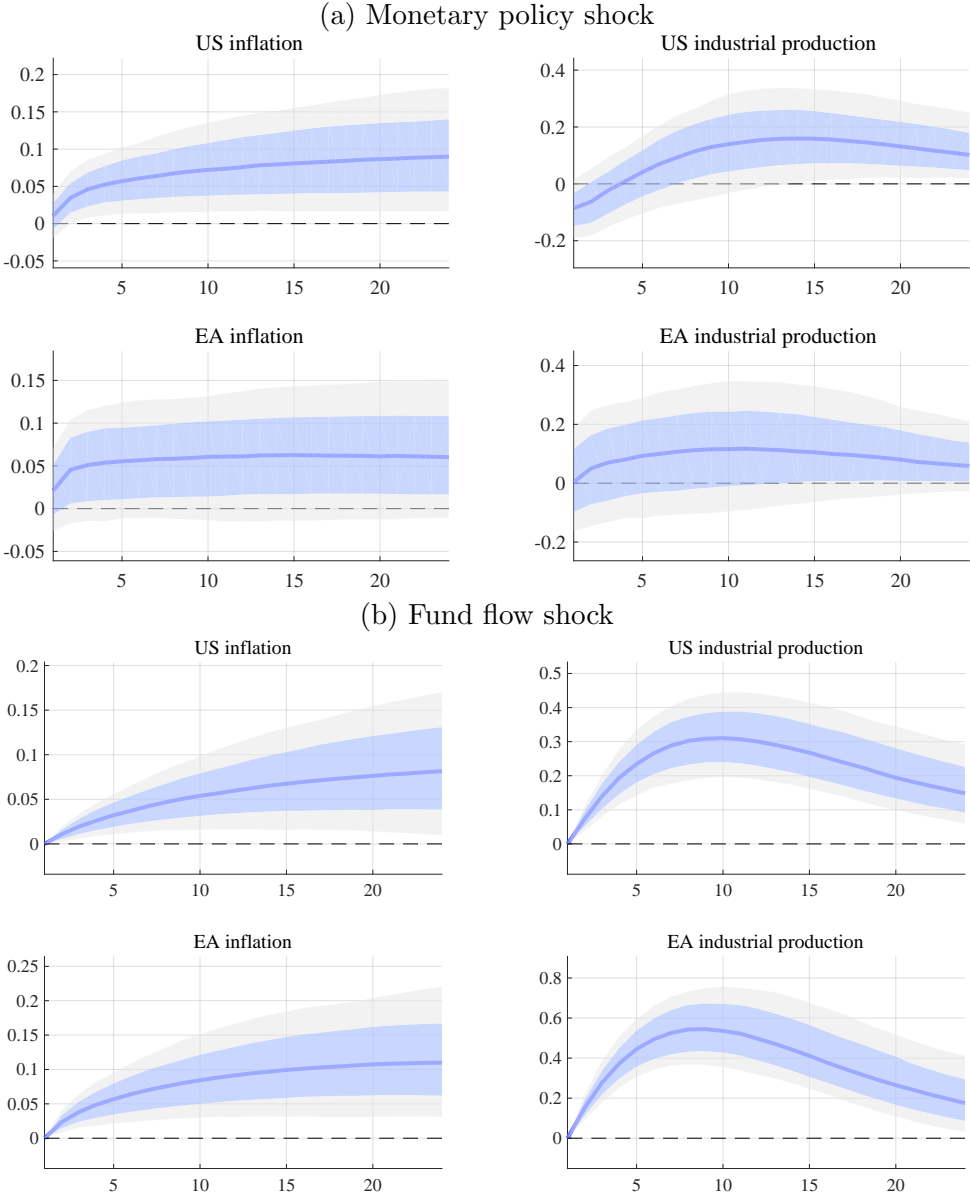 (a) Monetary policy shock
US inflation
0.2
0.15
0.1
0.05
0
-0.05
5 10 15 20
US industrial production
0.4
0.2
0
-0.2
5 10 15 20
EA inflation
0.15
0.1
0.05
0
-0.05
5 10 15 20
EA industrial production
0.4
0.2
0
-0.2
5 10 15 20
(b) Fund flow shock
US inflation
0.2
0.15
0.1
0.05
0
5 10 15 20
US industrial production
0.5
0.4
0.3
0.2
0.1
0
5 10 15 20
EA inflation
0.25
0.2
0.15
0.1
0.05
0
5 10 15 20
EA industrial production
0.8
0.6
0.4
0.2
0
5 10 15 20